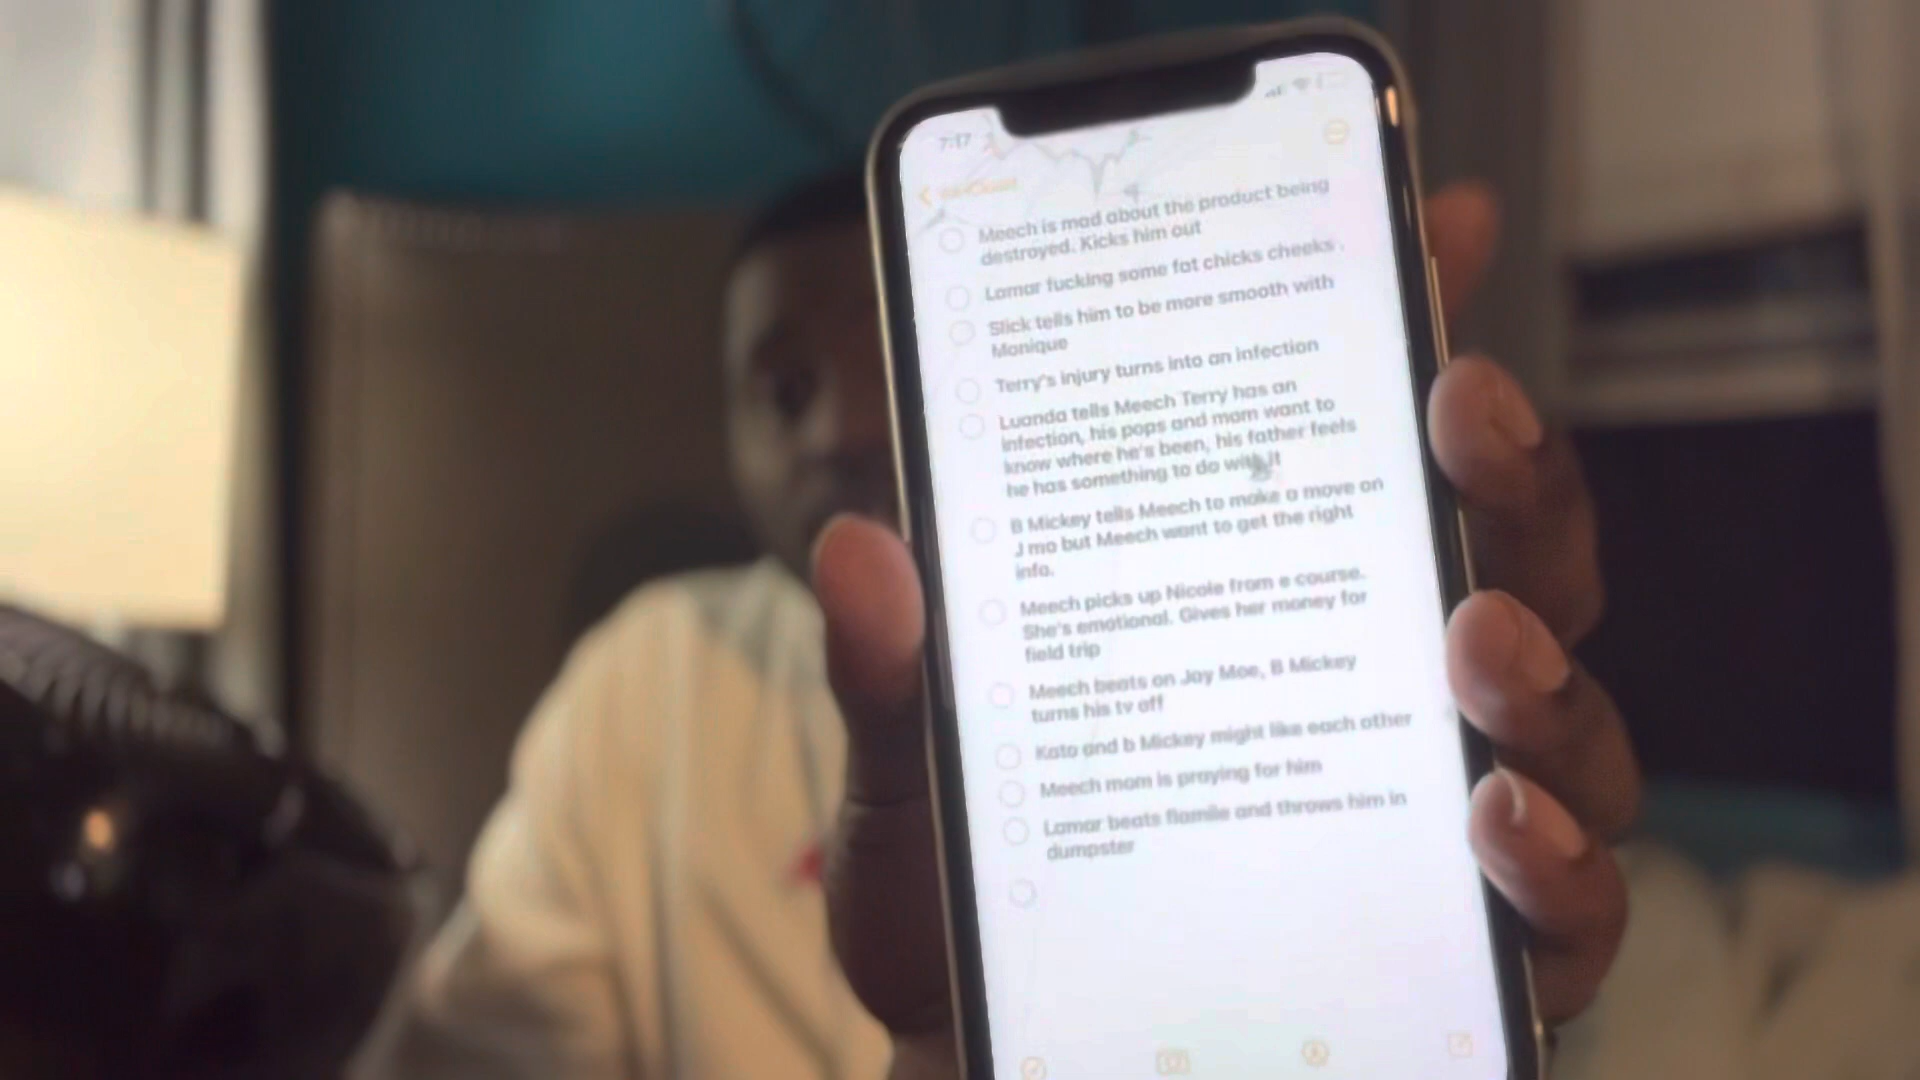 7:17
Meech is mad about the product being
destroyed. Kicks him out
Lamar fucking some fat chicks cheeks .
Slick tells him to be more smooth with
Monique
Terry's injury turns into an infection
Luanda tells Meech Terry has an
infection, his pops and mom want to
know where he's been, his father feels
he has something to do with it
B Mickey tells Meech to make a move on
J mo but Meech want to get the right
info.
Meech picks up Nicole from e course.
She's emotional. Gives her money for
field trip
Meech beats on Jay Moe, B Mickey
turns his tv off
Kato and b Mickey might like each other
Meech mom is praying for him
Lamar beats flamile and throws him in
dumpster